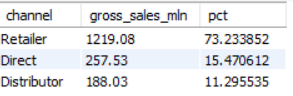 channel gross_sales_mln pct
Retailer 1219.08 73.233852
Direct 257.53 15.470612
Distributor 188.03 11.295535